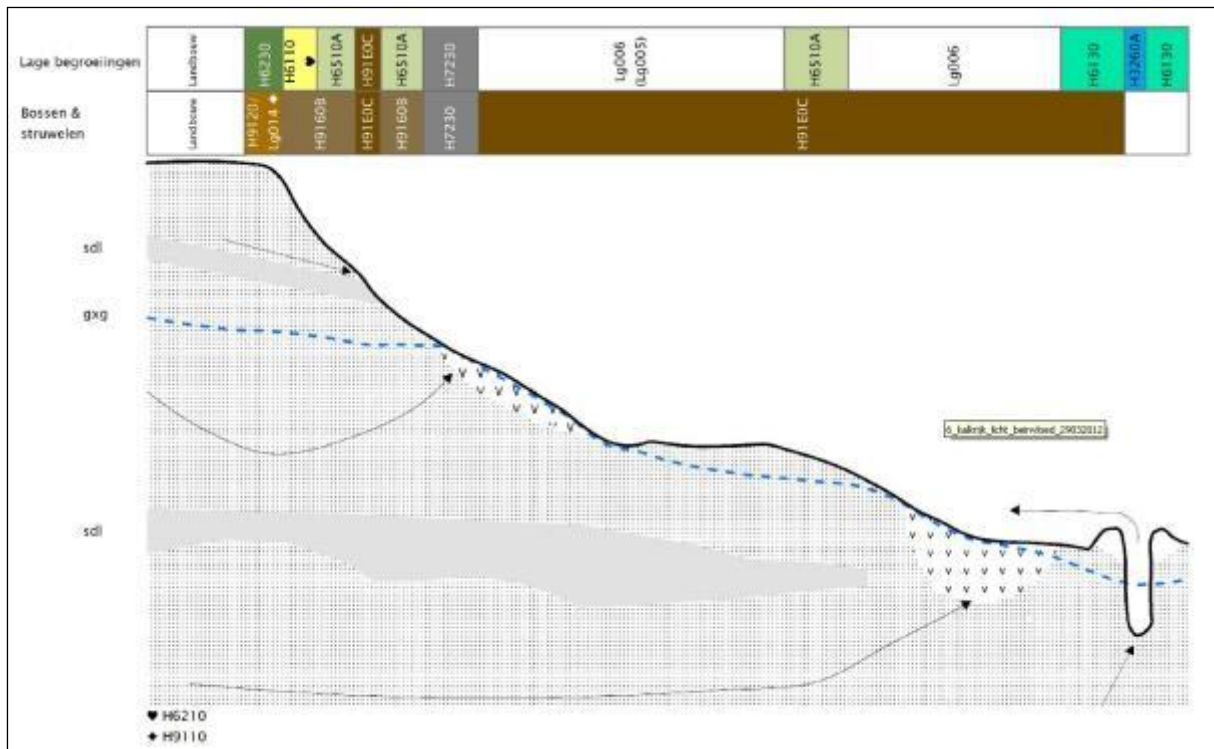 Lage begroeiingen
Landbouw
H6230
H6110 ♥
H6510A
H91E0C
H6510A
H7230
Lg006
(Lg005)
H6510A
Lg006
H6130
H3260A
H6130
Bossen &
struwelen
Landbouw
H9120/
Lg014 ◆
H9160B
H91E0C
H9160B
H7230
H91E0C
sdl
gxg
sdl
♥ H6210
◆ H9110